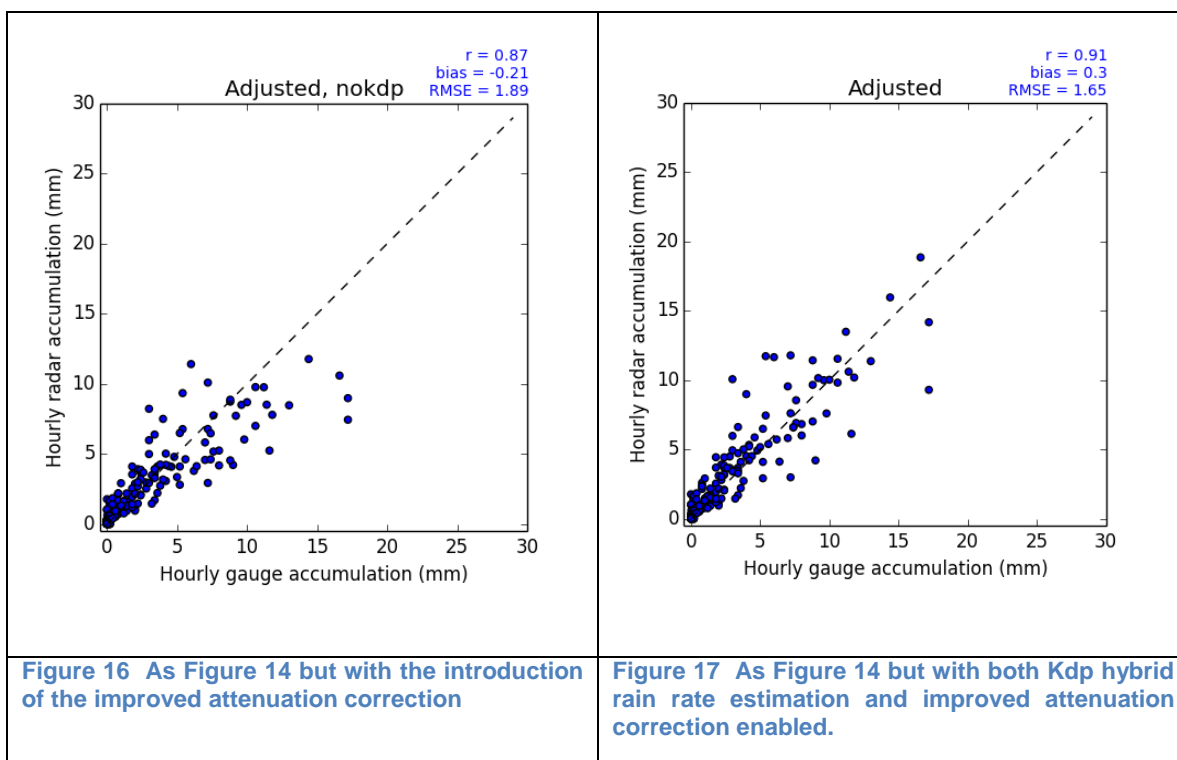 r = 0.87
bias = -0.21
RMSE = 1.89
Adjusted, nokdp
30
25
20
15
10
5
0
Hourly radar accumulation (mm)
0 5 10 15 20 25 30
Hourly gauge accumulation (mm)
r = 0.91
bias = 0.3
RMSE = 1.65
Adjusted
30
25
20
15
10
5
0
Hourly radar accumulation (mm)
0 5 10 15 20 25 30
Hourly gauge accumulation (mm)
Figure 16 As Figure 14 but with the introduction
of the improved attenuation correction
Figure 17 As Figure 14 but with both Kdp hybrid
rain rate estimation and improved attenuation
correction enabled.